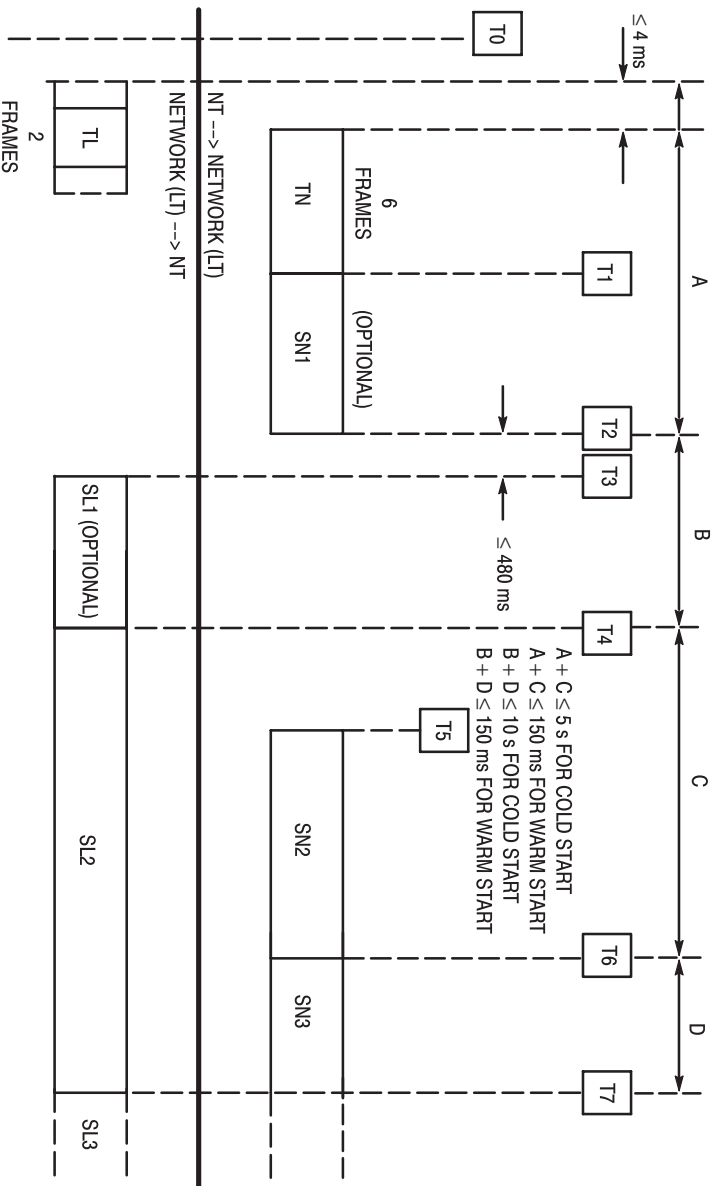 A
B
C
D
≤ 4 ms
T0
T1
T2
T3
T4
T5
T6
T7
≤ 480 ms
A + C ≤ 5 s FOR COLD START
A + C ≤ 150 ms FOR WARM START
B + D ≤ 10 s FOR COLD START
B + D ≤ 150 ms FOR WARM START
6
FRAMES
(OPTIONAL)
TN
SN1
SN2
SN3
NT --> NETWORK (LT)
NETWORK (LT) --> NT
TL
SL1 (OPTIONAL)
SL2
SL3
2
FRAMES